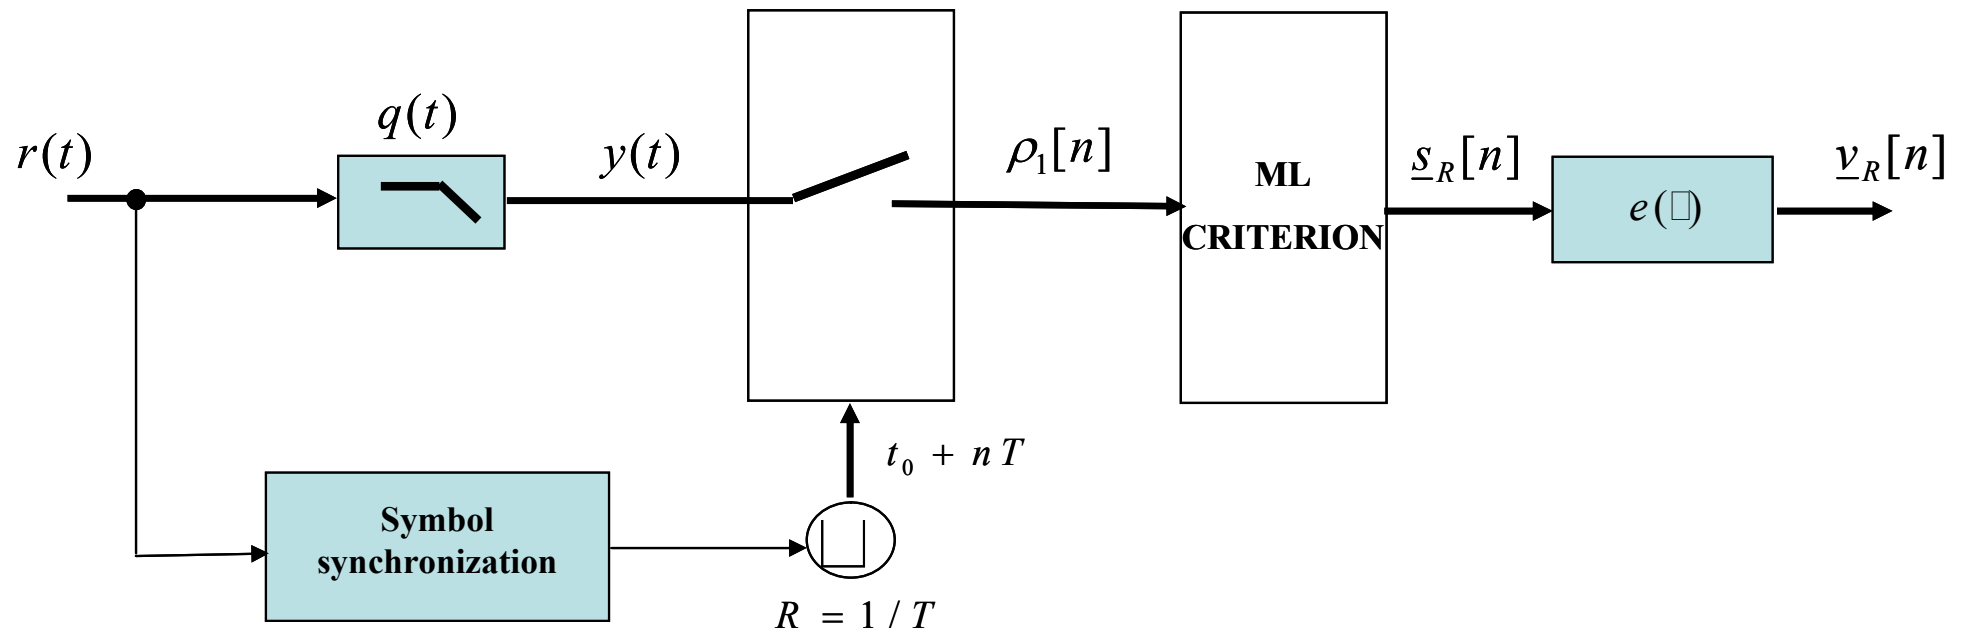 r(t)
q(t)
y(t)
ρ₁[n]
ML
CRITERION
s_R[n]
e(□)
v_R[n]
t₀ + nT
Symbol
synchronization
R = 1 / T